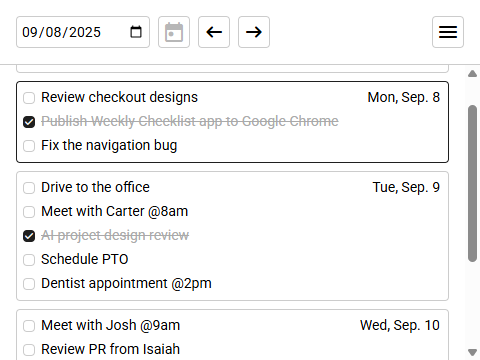 09/08/2025
Review checkout designs Mon, Sep. 8
Publish Weekly Checklist app to Google Chrome
Fix the navigation bug
Drive to the office Tue, Sep. 9
Meet with Carter @8am
AI project design review
Schedule PTO
Dentist appointment @2pm
Meet with Josh @9am Wed, Sep. 10
Review PR from Isaiah